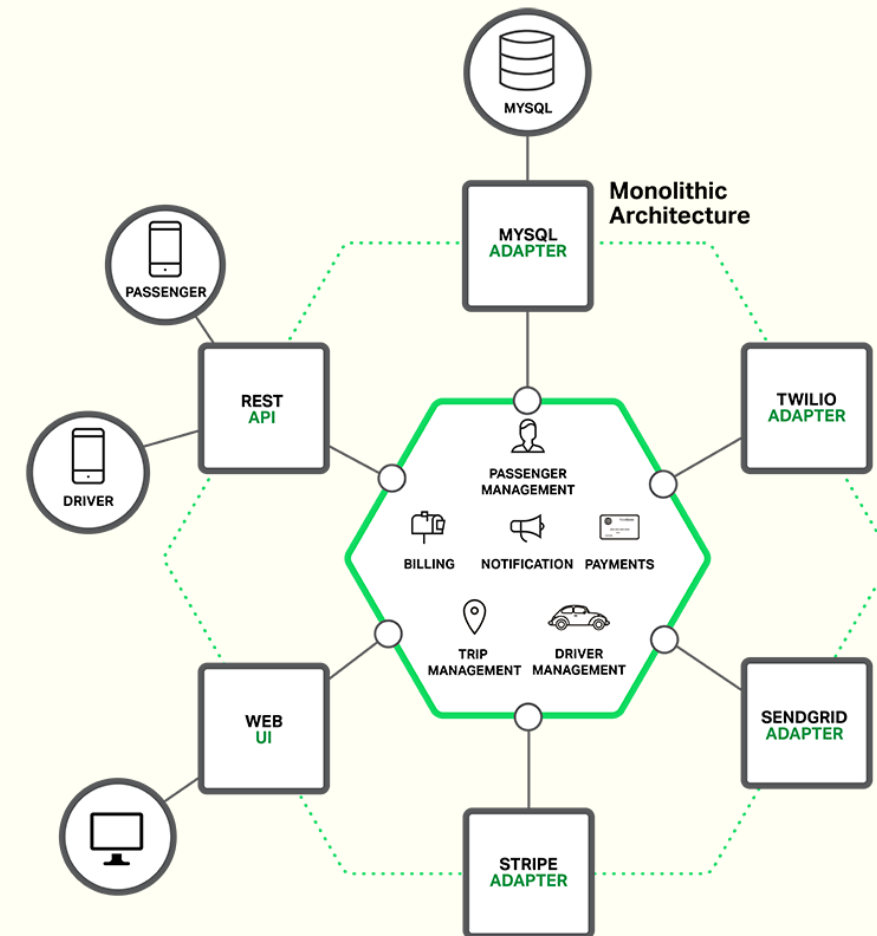 MYSQL
Monolithic
Architecture
MYSQL
ADAPTER
PASSENGER
REST
API
TWILIO
ADAPTER
DRIVER
PASSENGER
MANAGEMENT
BILLING
NOTIFICATION
PAYMENTS
TRIP
MANAGEMENT
DRIVER
MANAGEMENT
WEB
UI
SENDGRID
ADAPTER
STRIPE
ADAPTER